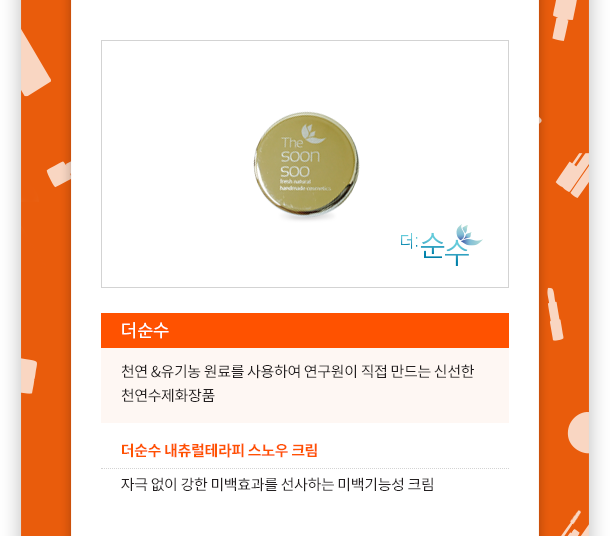 The
soon
soo
fresh natural
handmade cosmetics
더:순수
더순수
천연 &유기농 원료를 사용하여 연구원이 직접 만드는 신선한
천연수제화장품
더순수 내츄럴테라피 스노우 크림
자극 없이 강한 미백효과를 선사하는 미백기능성 크림